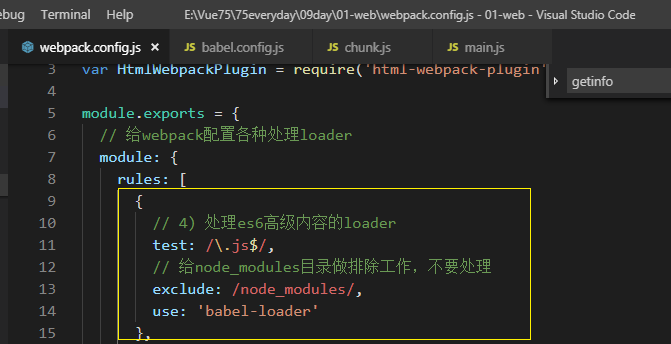 ebug Terminal Help E:\Vue75\75everyday\09day\01-web\webpack.config.js - 01-web - Visual Studio Code
webpack.config.js × JS babel.config.js JS chunk.js JS main.js
3 var HtmlWebpackPlugin = require('html-webpack-plugin'
getinfo
4
5 module.exports = {
6 // 给webpack配置各种处理loader
7 module: {
8 rules: [
9 {
10 // 4) 处理es6高级内容的loader
11 test: /\.js$/,
12 // 给node_modules目录做排除工作，不要处理
13 exclude: /node_modules/,
14 use: 'babel-loader'
15 },